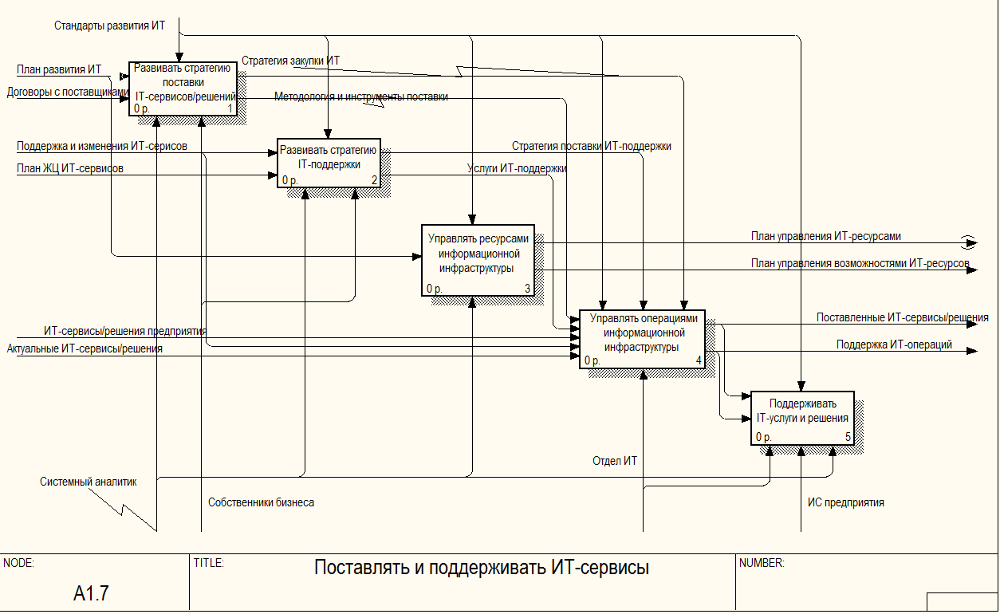 Стандарты развития ИТ
План развития ИТ
Договоры с поставщиками
Развивать стратегию
поставки
IT-сервисов/решений
0 р. 1
Стратегия закупки ИТ
Методология и инструменты поставки
Поддержка и изменения ИТ-серисов
План ЖЦ ИТ-сервисов
Развивать стратегию
IT-поддержки
0 р. 2
Стратегия поставки ИТ-поддержки
Услуги ИТ-поддержки
Управлять ресурсами
информационной
инфраструктуры
0 р. 3
План управления ИТ-ресурсами
План управления возможностями ИТ-ресурсов
ИТ-сервисы/решения предприятия
Актуальные ИТ-сервисы/решения
Управлять операциями
информационной
инфраструктуры
0 р. 4
Поставленные ИТ-сервисы/решения
Поддержка ИТ-операций
Поддерживать
IT-услуги и решения
0 р. 5
Отдел ИТ
Системный аналитик
Собственники бизнеса
ИС предприятия
NODE:
A1.7
TITLE:
Поставлять и поддерживать ИТ-сервисы
NUMBER: